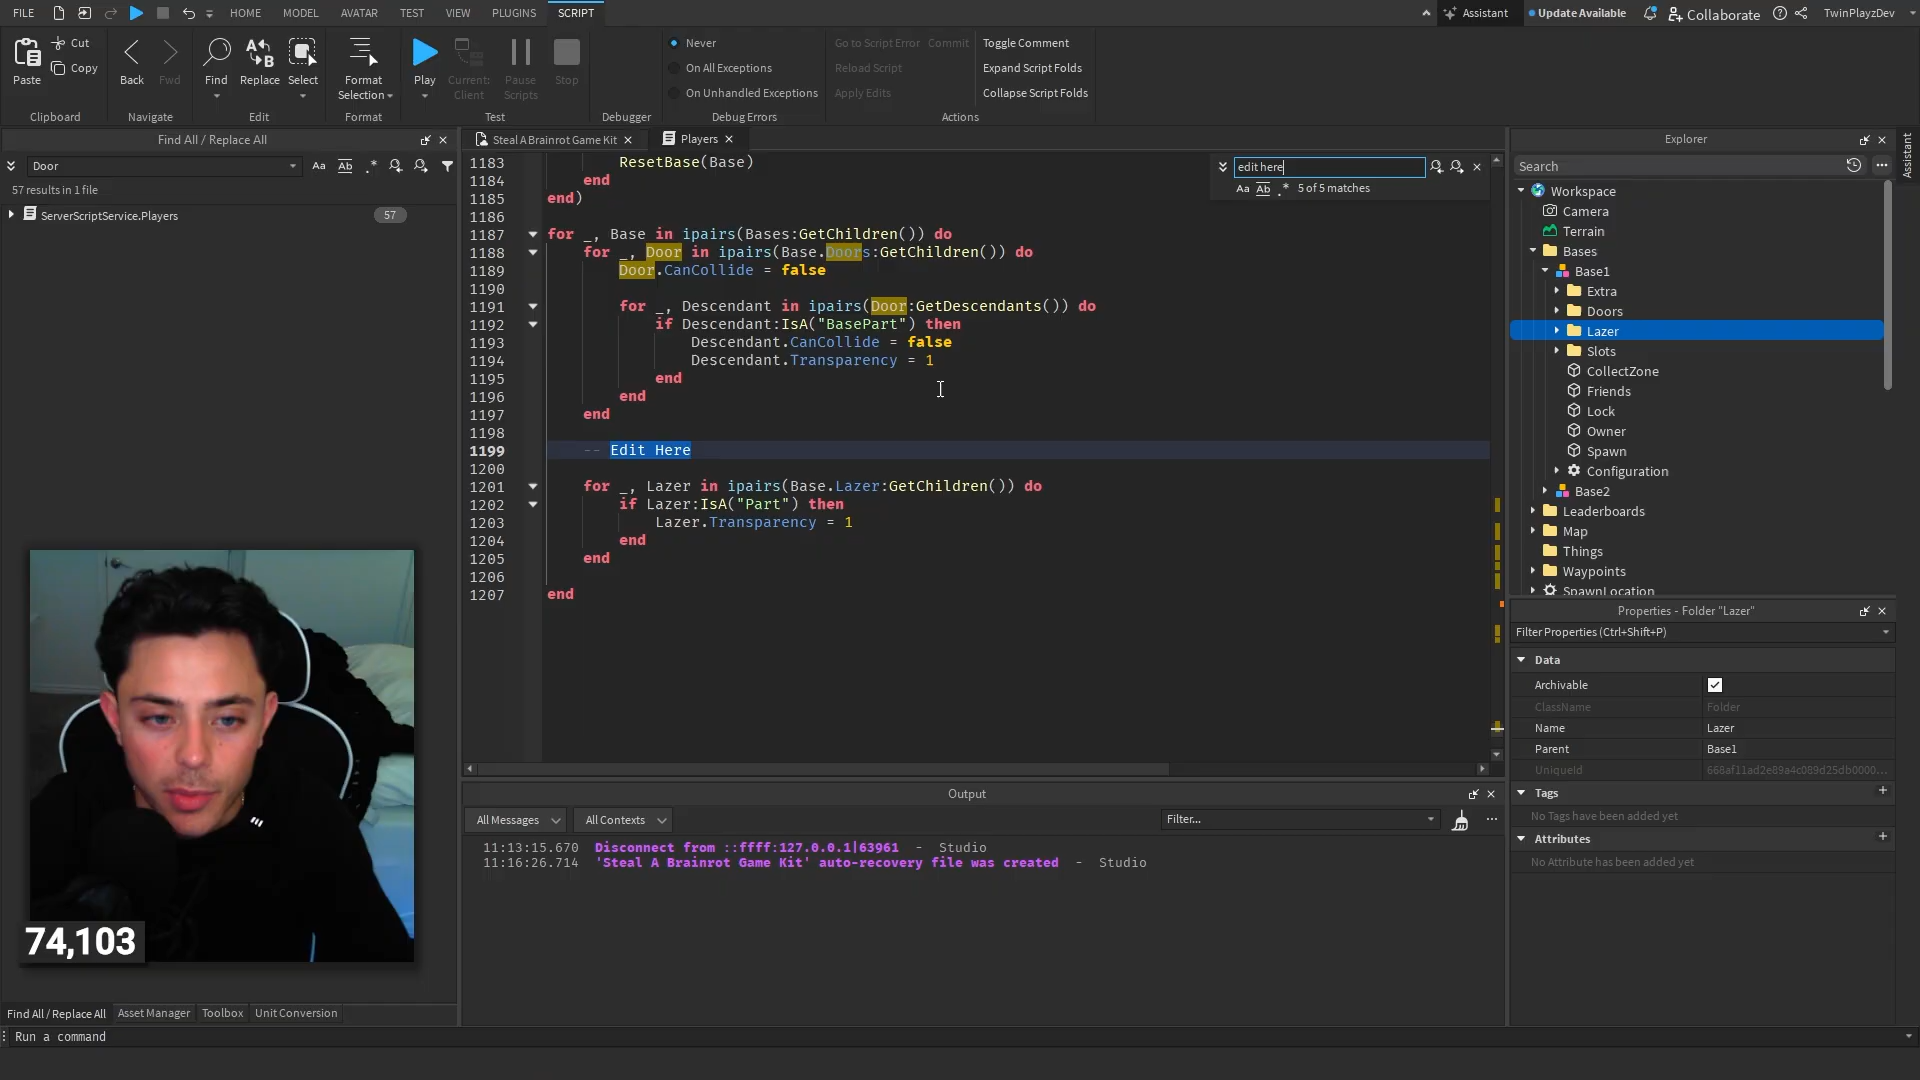 FILE HOME MODEL AVATAR TEST VIEW PLUGINS SCRIPT Assistant Update Available Collaborate TwinPlayzDev
Paste Cut Copy Back Fwd Find Replace Select Format Selection Play Current: Client Pause Scripts Stop
Never
On All Exceptions
On Unhandled Exceptions
Go to Script Error Commit
Reload Script
Apply Edits
Toggle Comment
Expand Script Folds
Collapse Script Folds
Clipboard Navigate Edit Format Test Debugger Debug Errors Actions
Find All / Replace All
Door
57 results in 1 file
ServerScriptService.Players 57
Steal A Brainrot Game Kit Players
edit here
5 of 5 matches
1183 ResetBase(Base)
1184 end
1185 end)
1186
1187 for _, Base in ipairs(Bases:GetChildren()) do
1188 for _, Door in ipairs(Base.Doors:GetChildren()) do
1189 Door.CanCollide = false
1190
1191 for _, Descendant in ipairs(Door:GetDescendants()) do
1192 if Descendant:IsA("BasePart") then
1193 Descendant.CanCollide = false
1194 Descendant.Transparency = 1
1195 end
1196 end
1197 end
1198
1199 -- Edit Here
1200
1201 for _, Lazer in ipairs(Base.Lazer:GetChildren()) do
1202 if Lazer:IsA("Part") then
1203 Lazer.Transparency = 1
1204 end
1205 end
1206
1207 end
Output
All Messages All Contexts Filter...
11:13:15.670 Disconnect from ::ffff:127.0.0.1|63961 - Studio
11:16:26.714 'Steal A Brainrot Game Kit' auto-recovery file was created - Studio
Explorer
Search
Workspace
Camera
Terrain
Bases
Base1
Extra
Doors
Lazer
Slots
CollectZone
Friends
Lock
Owner
Spawn
Configuration
Base2
Leaderboards
Map
Things
Waypoints
SpawnLocation
Properties - Folder "Lazer"
Filter Properties (Ctrl+Shift+P)
Data
Archivable
ClassName Folder
Name Lazer
Parent Base1
UniqueId
Tags
No Tags have been added yet
Attributes
No Attribute has been added yet
Assistant
74,103
Find All / Replace All Asset Manager Toolbox Unit Conversion
Run a command